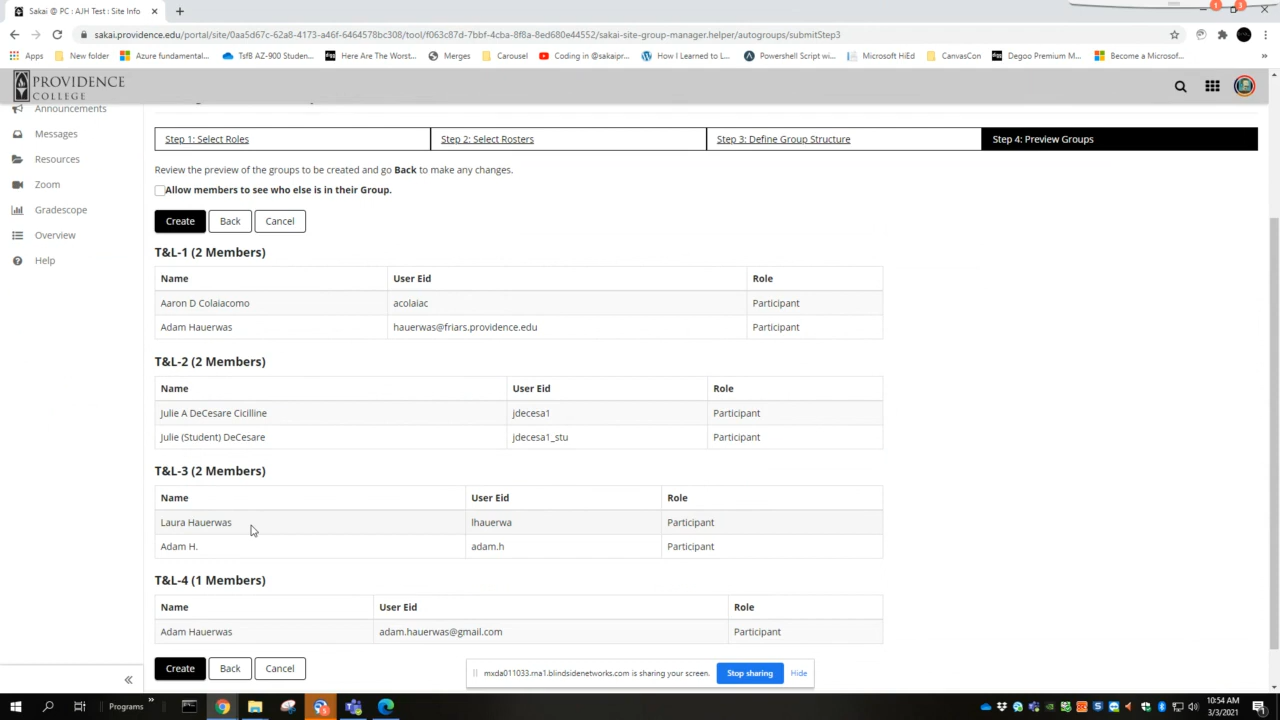 Sakai @ PC : AJH Test : Site Info
sakai.providence.edu/portal/site/0aa5d67c-62a8-4173-a46f-6464578bc308/tool/f063c87d-7bbf-4cba-8f8a-8ed680e44552/sakai-site-group-manager.helper/autogroups/submitStep3
Apps New folder Azure fundamental... TsfB AZ-900 Studen... Here Are The Worst... Merges Carousel Coding in @sakaipr... How I Learned to L... Powershell Script wi... Microsoft HiEd CanvasCon Degoo Premium M... Become a Microsof...
PROVIDENCE
COLLEGE
Announcements
Messages
Resources
Zoom
Gradescope
Overview
Help
Step 1: Select Roles Step 2: Select Rosters Step 3: Define Group Structure Step 4: Preview Groups
Review the preview of the groups to be created and go Back to make any changes.
Allow members to see who else is in their Group.
Create Back Cancel
T&L-1 (2 Members)
Name User Eid Role
Aaron D Colaiacomo acolaiac Participant
Adam Hauerwas hauerwas@friars.providence.edu Participant
T&L-2 (2 Members)
Name User Eid Role
Julie A DeCesare Cicilline jdecesa1 Participant
Julie (Student) DeCesare jdecesa1_stu Participant
T&L-3 (2 Members)
Name User Eid Role
Laura Hauerwas lhauerwa Participant
Adam H. adam.h Participant
T&L-4 (1 Members)
Name User Eid Role
Adam Hauerwas adam.hauerwas@gmail.com Participant
Create Back Cancel
mxda011033.rna1.blindsidenetworks.com is sharing your screen. Stop sharing Hide
Programs
10:54 AM
3/3/2021